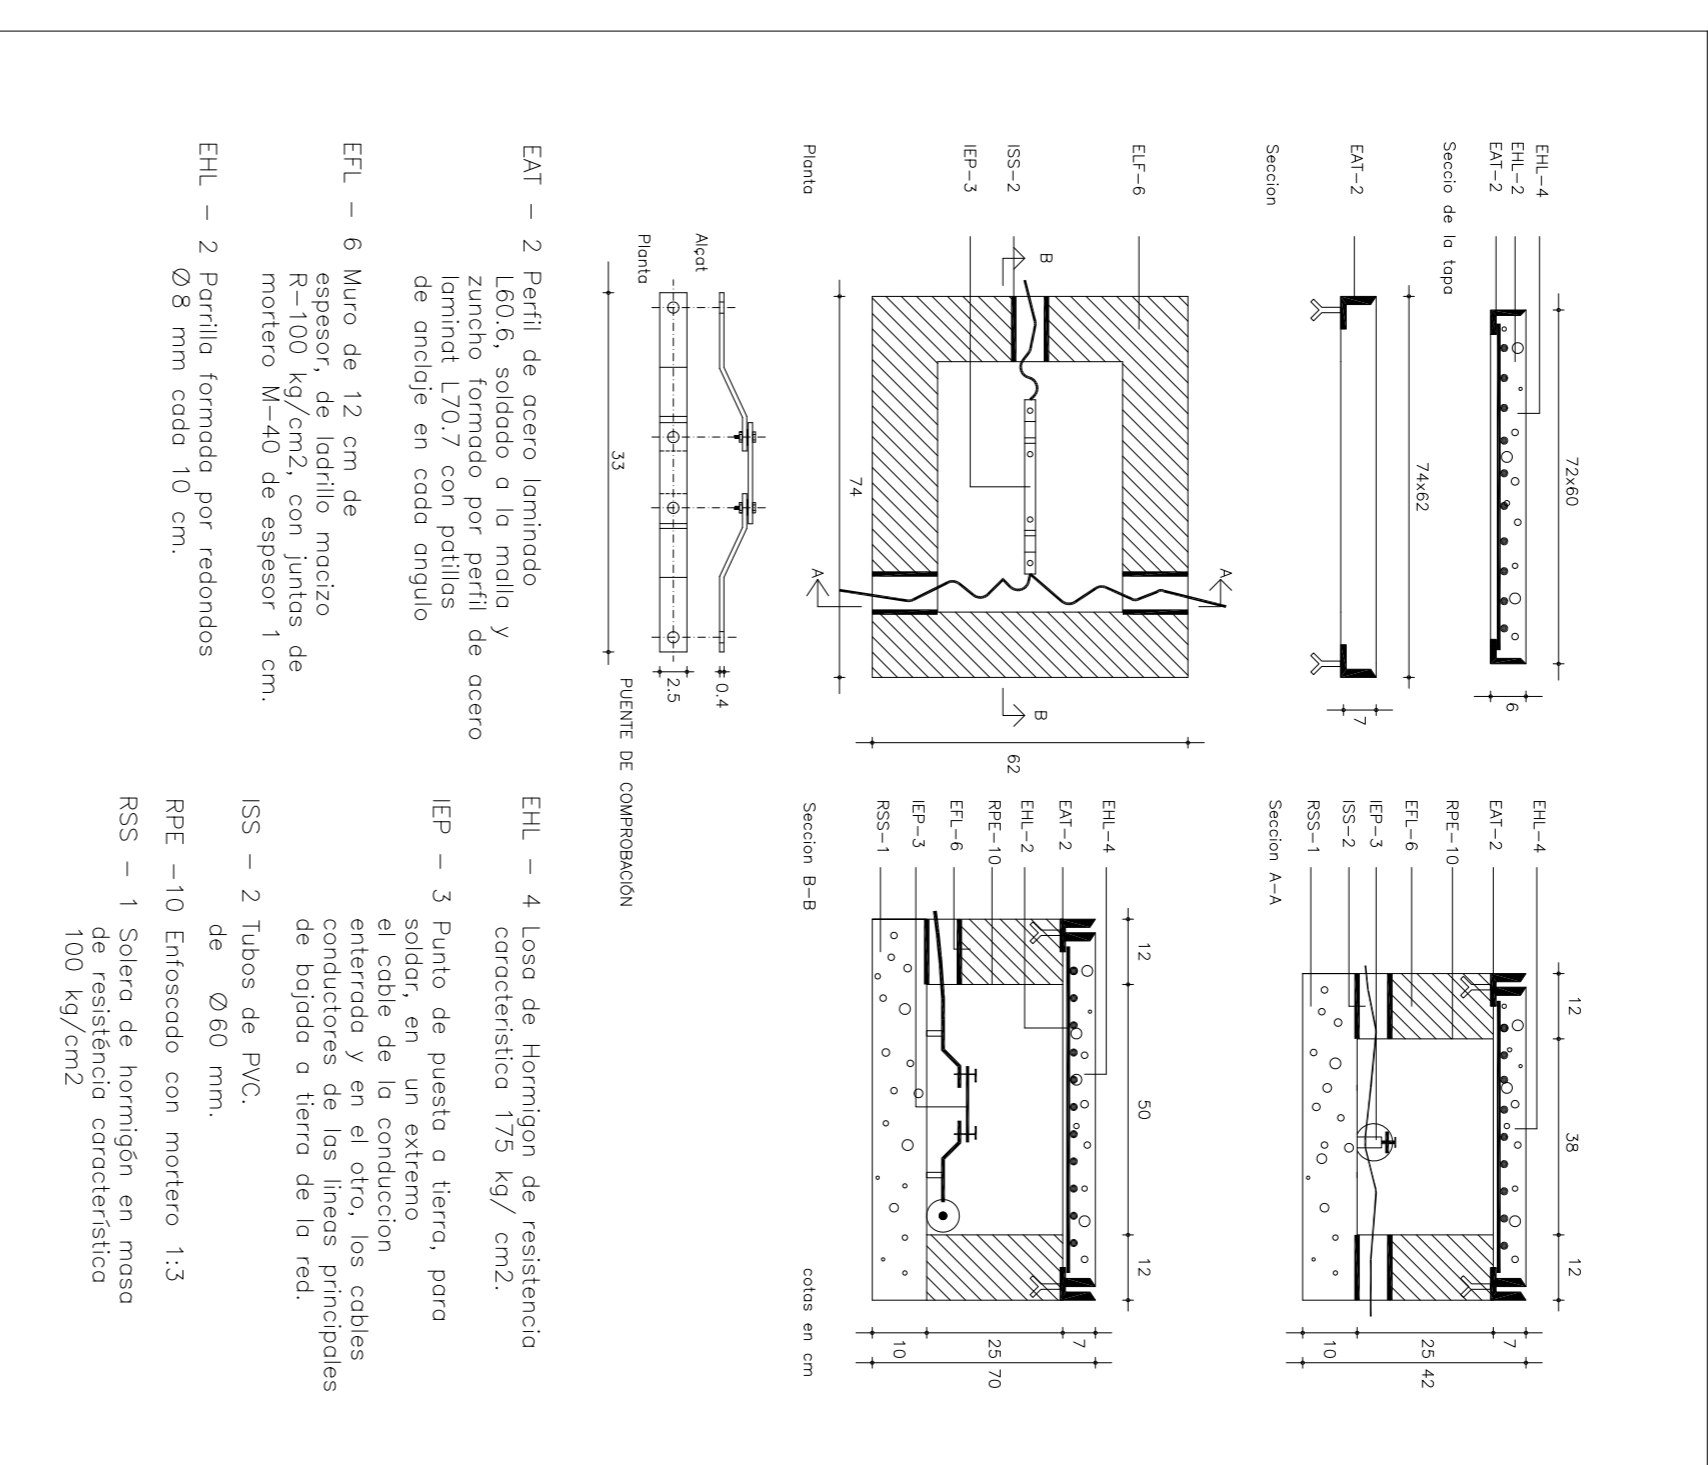 EHL-4
EHL-2
EAT-2
Seccio de la tapa
72x60
6
EAT-2
Seccion
74x62
7
ELF-6
ISS-2
IEP-3
Planta
B
B
A
A
74
62
EHL-4
EAT-2
RPE-10
EFL-6
IEP-3
ISS-2
RSS-1
Seccion A-A
12
38
12
7
25
10
42
EHL-4
EAT-2
EHL-2
RPE-10
EFL-6
IEP-3
RSS-1
Seccion B-B
12
50
12
7
25
10
70
cotas en cm
Alçat
Planta
33
0.4
2.5
PUENTE DE COMPROBACIÓN
EAT - 2 Perfil de acero laminado
L60.6, soldado a la malla y
zuncho formado por perfil de acero
laminat L70.7 con patillas
de anclaje en cada angulo
EFL - 6 Muro de 12 cm de
espesor, de ladrillo macizo
R-100 kg/cm2, con juntas de
mortero M-40 de espesor 1 cm.
EHL - 2 Parrilla formada por redondos
Ø8 mm cada 10 cm.
EHL - 4 Losa de Hormigon de resistencia
caracteristica 175 kg/ cm2.
IEP - 3 Punto de puesta a tierra, para
soldar, en un extremo
el cable de la conduccion
enterrada y en el otro, los cables
conductores de las lineas principales
de bajada a tierra de la red.
ISS - 2 Tubos de PVC.
de Ø60 mm.
RPE -10 Enfoscado con mortero 1:3
RSS - 1 Solera de hormigón en masa
de resisténcia característica
100 kg/cm2